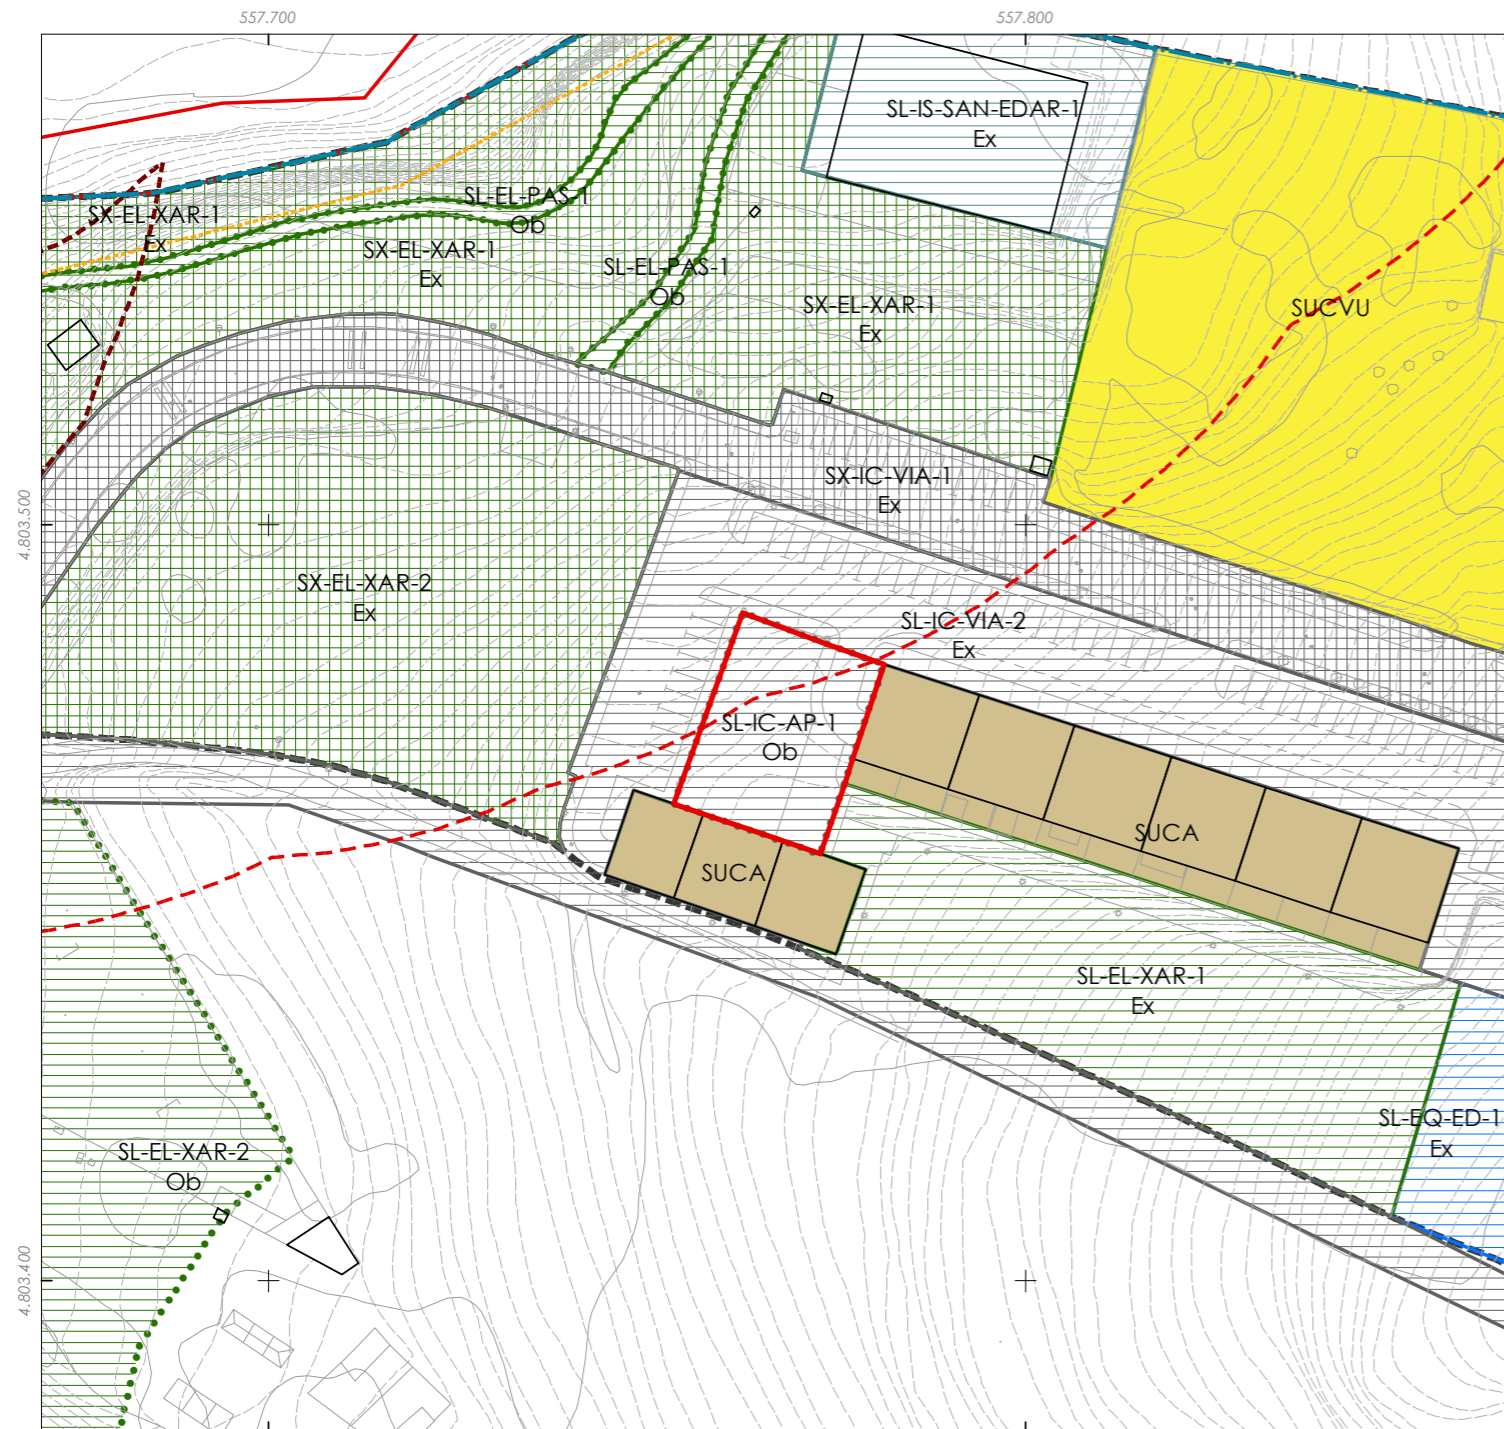 557.700
557.800
SL-IS-SAN-EDAR-1
Ex
SL-EL-PAS-1
Ob
SX-EL-XAR-1
Ex
SX-EL-XAR-1
Ex
SL-EL-PAS-1
Ob
SX-EL-XAR-1
Ex
SUCVU
SX-IC-VIA-1
Ex
4.803.500
SX-EL-XAR-2
Ex
SL-IC-VIA-2
Ex
SL-IC-AP-1
Ob
SUCA
SUCA
SL-EL-XAR-1
Ex
SL-EQ-ED-1
Ex
SL-EL-XAR-2
Ob
4.803.400